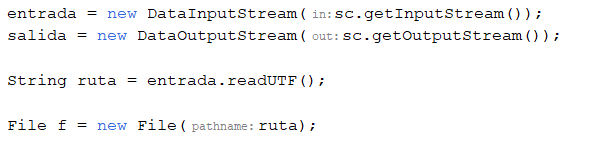 entrada = new DataInputStream( in: sc.getInputStream());
salida = new DataOutputStream( out: sc.getOutputStream());
String ruta = entrada.readUTF();
File f = new File( pathname: ruta);